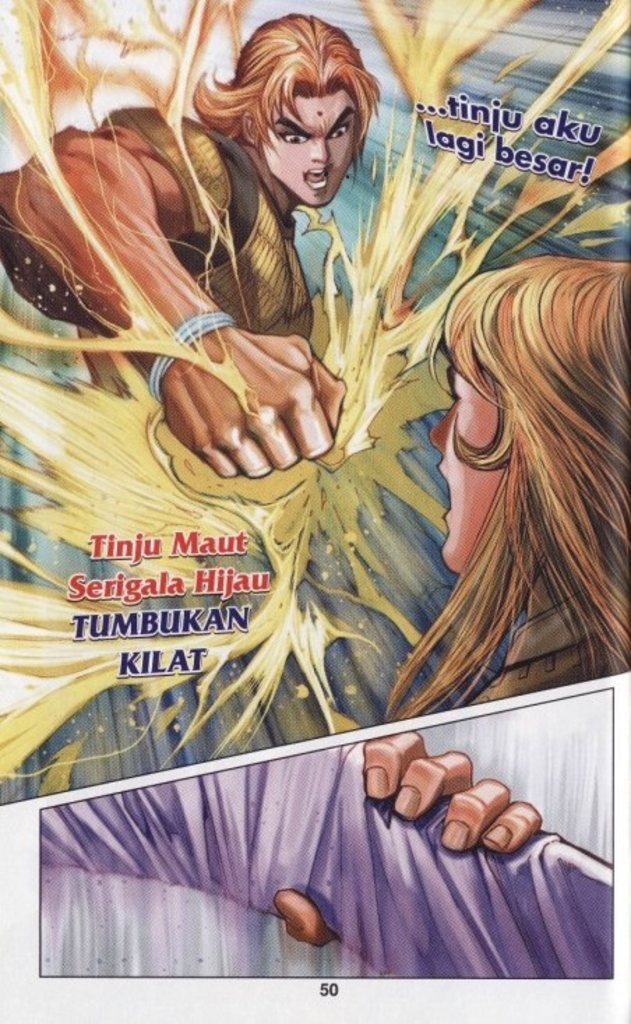 ...tinju aku
lagi besar!
Tinju Maut
Serigala Hijau
TUMBUKAN
KILAT
50